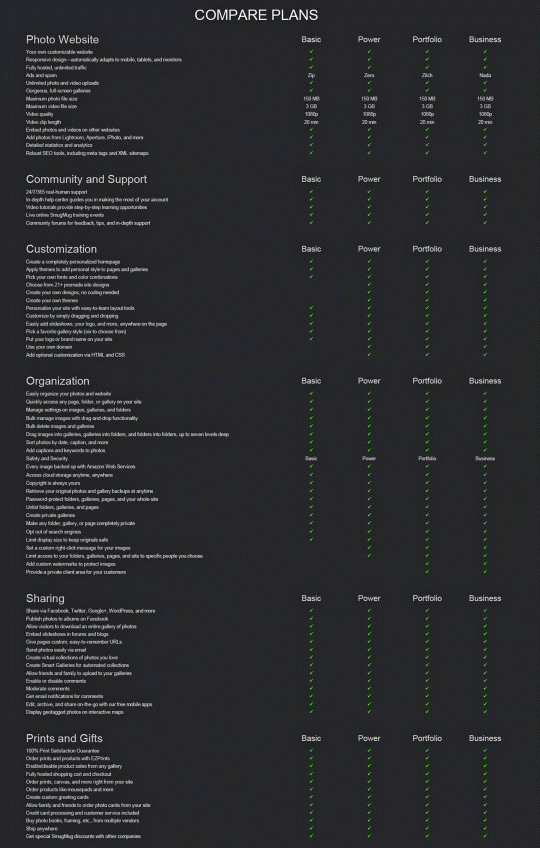 COMPARE PLANS
Photo Website Basic Power Portfolio Business
Your own customizable website ✔ ✔ ✔ ✔
Responsive design—automatically adapts to mobile, tablets, and monitors ✔ ✔ ✔ ✔
Fully hosted, unlimited traffic ✔ ✔ ✔ ✔
Ads and spam Zip Zero Zilch Nada
Unlimited photo and video uploads ✔ ✔ ✔ ✔
Gorgeous, full-screen galleries ✔ ✔ ✔ ✔
Maximum photo file size 150 MB 150 MB 150 MB 150 MB
Maximum video file size 3 GB 3 GB 3 GB 3 GB
Video quality 1080p 1080p 1080p 1080p
Video clip length 20 min 20 min 20 min 20 min
Embed photos and videos on other websites ✔ ✔ ✔ ✔
Add photos from Lightroom, Aperture, iPhoto, and more ✔ ✔ ✔ ✔
Detailed statistics and analytics ✔ ✔ ✔ ✔
Robust SEO tools, including meta tags and XML sitemaps ✔ ✔ ✔ ✔
Community and Support Basic Power Portfolio Business
24/7/365 real-human support ✔ ✔ ✔ ✔
In-depth help center guides you in making the most of your account ✔ ✔ ✔ ✔
Video tutorials provide step-by-step learning opportunities ✔ ✔ ✔ ✔
Live online SmugMug training events ✔ ✔ ✔ ✔
Community forums for feedback, tips, and in-depth support ✔ ✔ ✔ ✔
Customization Basic Power Portfolio Business
Create a completely personalized homepage ✔ ✔ ✔ ✔
Apply themes to add personal style to pages and galleries ✔ ✔ ✔ ✔
Pick your own fonts and color combinations ✔ ✔ ✔ ✔
Choose from 21+ premade site designs ✔ ✔ ✔
Create your own designs, no coding needed ✔ ✔ ✔
Create your own themes ✔ ✔ ✔
Personalize your site with easy-to-learn layout tools ✔ ✔ ✔ ✔
Customize by simply dragging and dropping ✔ ✔ ✔ ✔
Easily add slideshows, your logo, and more, anywhere on the page ✔ ✔ ✔ ✔
Pick a favorite gallery style (six to choose from) ✔ ✔ ✔ ✔
Put your logo or brand name on your site ✔ ✔ ✔ ✔
Use your own domain ✔ ✔ ✔
Add optional customization via HTML and CSS ✔ ✔ ✔
Organization Basic Power Portfolio Business
Easily organize your photos and website ✔ ✔ ✔ ✔
Quickly access any page, folder, or gallery on your site ✔ ✔ ✔ ✔
Manage settings on images, galleries, and folders ✔ ✔ ✔ ✔
Bulk manage images with drag-and-drop functionality ✔ ✔ ✔ ✔
Bulk delete images and galleries ✔ ✔ ✔ ✔
Drag images into galleries, galleries into folders, and folders into folders, up to seven levels deep ✔ ✔ ✔ ✔
Sort photos by date, caption, and more ✔ ✔ ✔ ✔
Add captions and keywords to photos ✔ ✔ ✔ ✔
Safety and Security Basic Power Portfolio Business
Every image backed up with Amazon Web Services ✔ ✔ ✔ ✔
Access cloud storage anytime, anywhere ✔ ✔ ✔ ✔
Copyright is always yours ✔ ✔ ✔ ✔
Retrieve your original photos and gallery backups at anytime ✔ ✔ ✔ ✔
Password-protect folders, galleries, pages, and your whole site ✔ ✔ ✔ ✔
Unlist folders, galleries, and pages ✔ ✔ ✔ ✔
Create private galleries ✔ ✔ ✔ ✔
Make any folder, gallery, or page completely private ✔ ✔ ✔ ✔
Opt out of search engines ✔ ✔ ✔ ✔
Limit display size to keep originals safe ✔ ✔ ✔ ✔
Set a custom right-click message for your images ✔ ✔ ✔
Limit access to your folders, galleries, pages, and site to specific people you choose ✔ ✔ ✔
Add custom watermarks to protect images ✔ ✔
Provide a private client area for your customers ✔ ✔
Sharing Basic Power Portfolio Business
Share via Facebook, Twitter, Google+, WordPress, and more ✔ ✔ ✔ ✔
Publish photos to albums on Facebook ✔ ✔ ✔ ✔
Allow visitors to download an entire gallery of photos ✔ ✔ ✔ ✔
Embed slideshows in forums and blogs ✔ ✔ ✔ ✔
Give pages custom, easy-to-remember URLs ✔ ✔ ✔ ✔
Send photos easily via email ✔ ✔ ✔ ✔
Create virtual collections of photos you love ✔ ✔ ✔ ✔
Create Smart Galleries for automated collections ✔ ✔ ✔ ✔
Allow friends and family to upload to your galleries ✔ ✔ ✔ ✔
Enable or disable comments ✔ ✔ ✔ ✔
Moderate comments ✔ ✔ ✔ ✔
Get email notifications for comments ✔ ✔ ✔ ✔
Edit, archive, and share on-the-go with our free mobile apps ✔ ✔ ✔ ✔
Display geotagged photos on interactive maps ✔ ✔ ✔ ✔
Prints and Gifts Basic Power Portfolio Business
100% Print Satisfaction Guarantee ✔ ✔ ✔ ✔
Order prints and products with EZPrints ✔ ✔ ✔ ✔
Enable/disable product sales from any gallery ✔ ✔ ✔ ✔
Fully hosted shopping cart and checkout ✔ ✔ ✔ ✔
Order prints, canvas, and more right from your site ✔ ✔ ✔ ✔
Order products like mousepads and more ✔ ✔ ✔ ✔
Create custom greeting cards ✔ ✔ ✔ ✔
Allow family and friends to order photo cards from your site ✔ ✔ ✔ ✔
Credit card processing and customer service included ✔ ✔ ✔ ✔
Buy photo books, framing, etc., from multiple vendors ✔ ✔ ✔ ✔
Ship anywhere ✔ ✔ ✔ ✔
Get special SmugMug discounts with other companies ✔ ✔ ✔ ✔